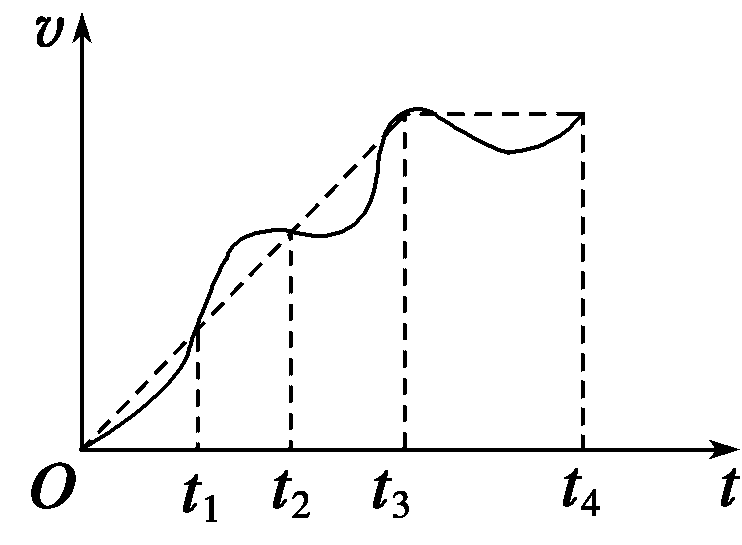 v
O t₁ t₂ t₃ t₄ t